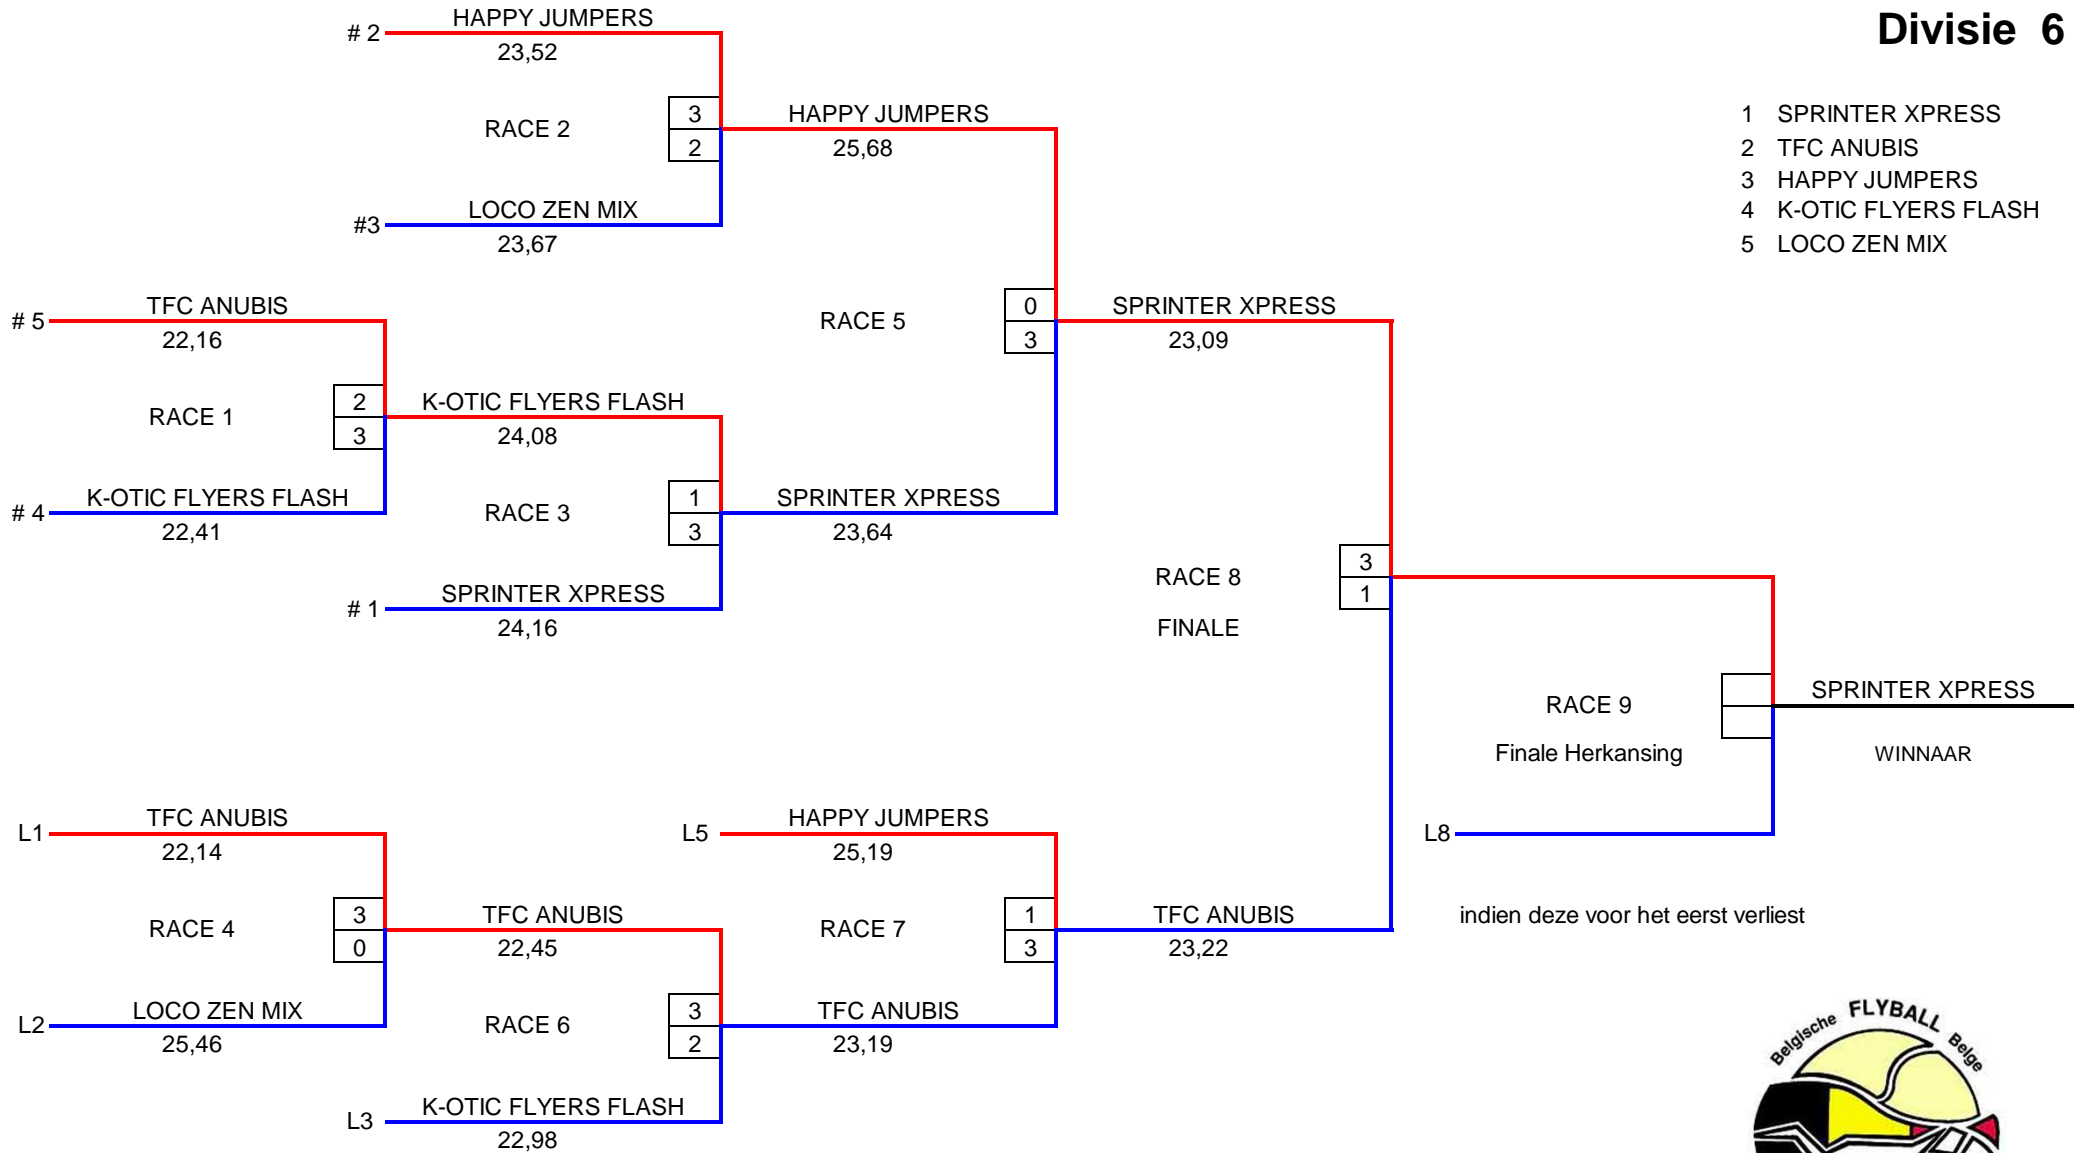 Divisie 6
1 SPRINTER XPRESS
2 TFC ANUBIS
3 HAPPY JUMPERS
4 K-OTIC FLYERS FLASH
5 LOCO ZEN MIX
# 2 HAPPY JUMPERS
23,52
RACE 2 3
2
#3 LOCO ZEN MIX
23,67
HAPPY JUMPERS
25,68
# 5 TFC ANUBIS
22,16
RACE 1 2
3
# 4 K-OTIC FLYERS FLASH
22,41
K-OTIC FLYERS FLASH
24,08
RACE 3 1
3
# 1 SPRINTER XPRESS
24,16
RACE 5 0
3
SPRINTER XPRESS
23,64
SPRINTER XPRESS
23,09
RACE 8 3
1
FINALE
RACE 9
Finale Herkansing
SPRINTER XPRESS
WINNAAR
L1 TFC ANUBIS
22,14
RACE 4 3
0
L2 LOCO ZEN MIX
25,46
TFC ANUBIS
22,45
RACE 6 3
2
L3 K-OTIC FLYERS FLASH
22,98
L5 HAPPY JUMPERS
25,19
RACE 7 1
3
TFC ANUBIS
23,19
TFC ANUBIS
23,22
L8
indien deze voor het eerst verliest
Belgische FLYBALL Belge